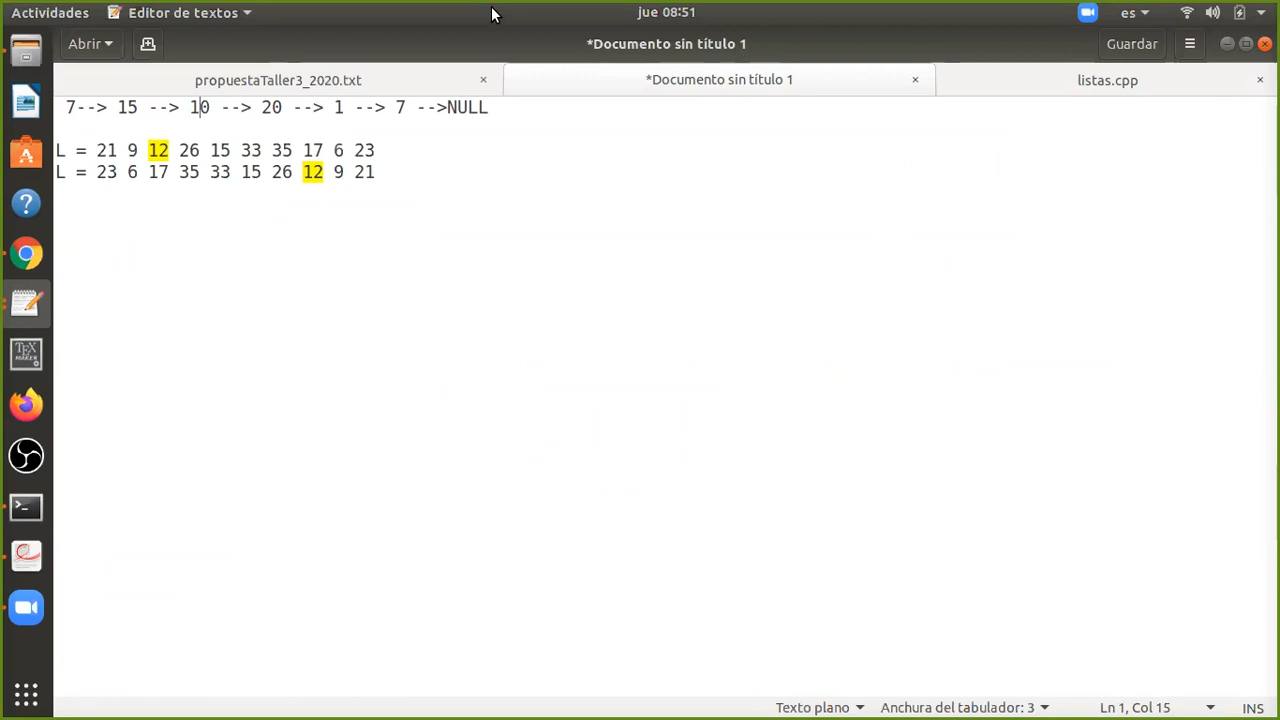 Actividades Editor de textos jue 08:51 es
Abrir *Documento sin título 1 Guardar
propuestaTaller3_2020.txt × *Documento sin título 1 × listas.cpp ×
7--> 15 --> 10 --> 20 --> 1 --> 7 -->NULL
L = 21 9 12 26 15 33 35 17 6 23
L = 23 6 17 35 33 15 26 12 9 21
TEX MAKER
Texto plano Anchura del tabulador: 3 Ln 1, Col 15 INS